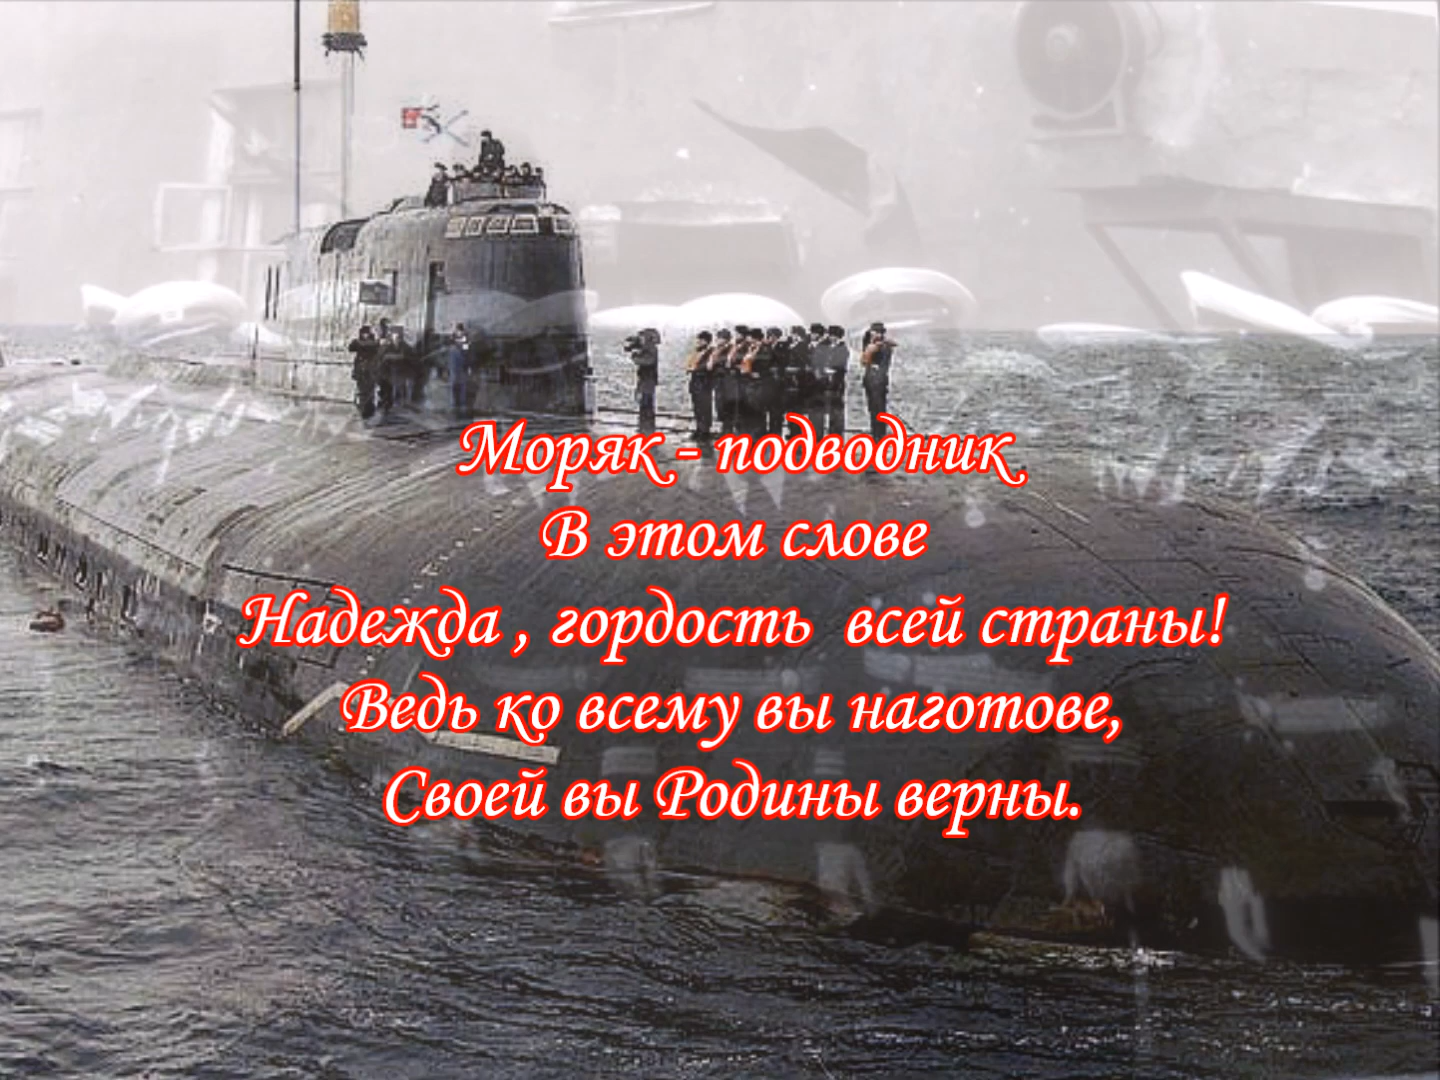 Моряк - подводник
В этом слове
Надежда , гордость всей страны!
Ведь ко всему вы наготове,
Своей вы Родины верны.